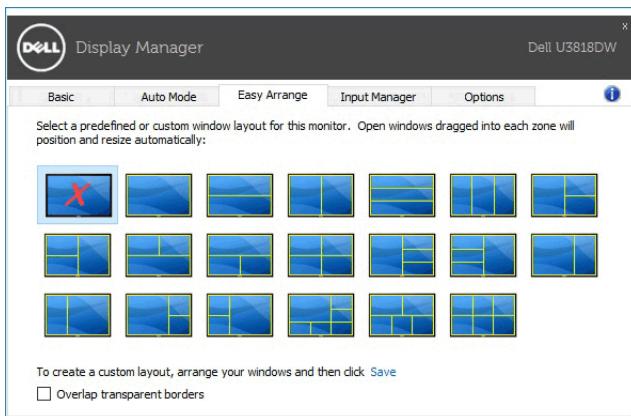 DELL Display Manager Dell U3818DW x
Basic Auto Mode Easy Arrange Input Manager Options i
Select a predefined or custom window layout for this monitor. Open windows dragged into each zone will
position and resize automatically:
X
To create a custom layout, arrange your windows and then click Save
Overlap transparent borders